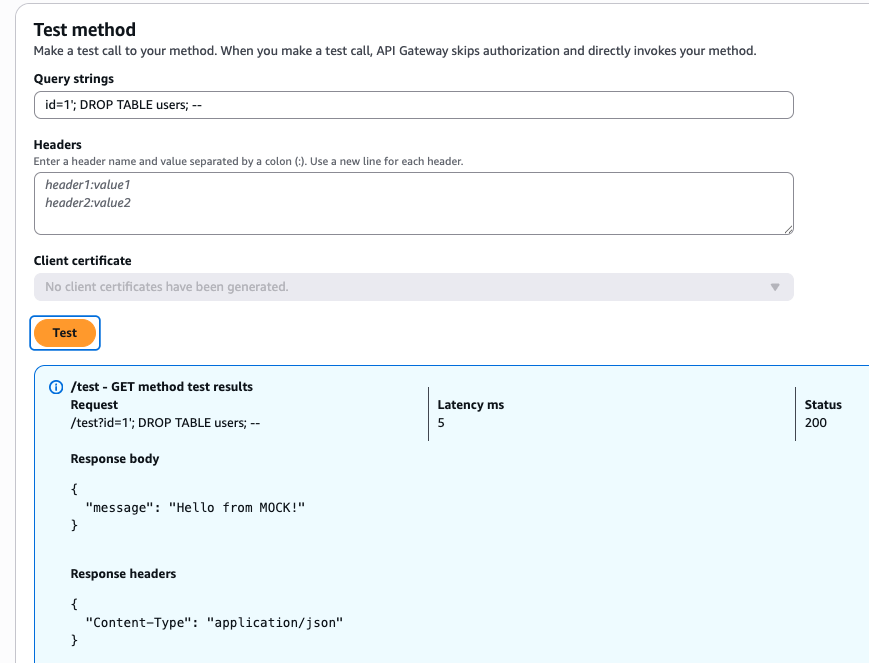 Test method
Make a test call to your method. When you make a test call, API Gateway skips authorization and directly invokes your method.
Query strings
id=1'; DROP TABLE users; --
Headers
Enter a header name and value separated by a colon (:). Use a new line for each header.
header1:value1
header2:value2
Client certificate
No client certificates have been generated.
Test
/test - GET method test results
Request
/test?id=1'; DROP TABLE users; --
Latency ms
5
Status
200
Response body
{
"message": "Hello from MOCK!"
}
Response headers
{
"Content-Type": "application/json"
}